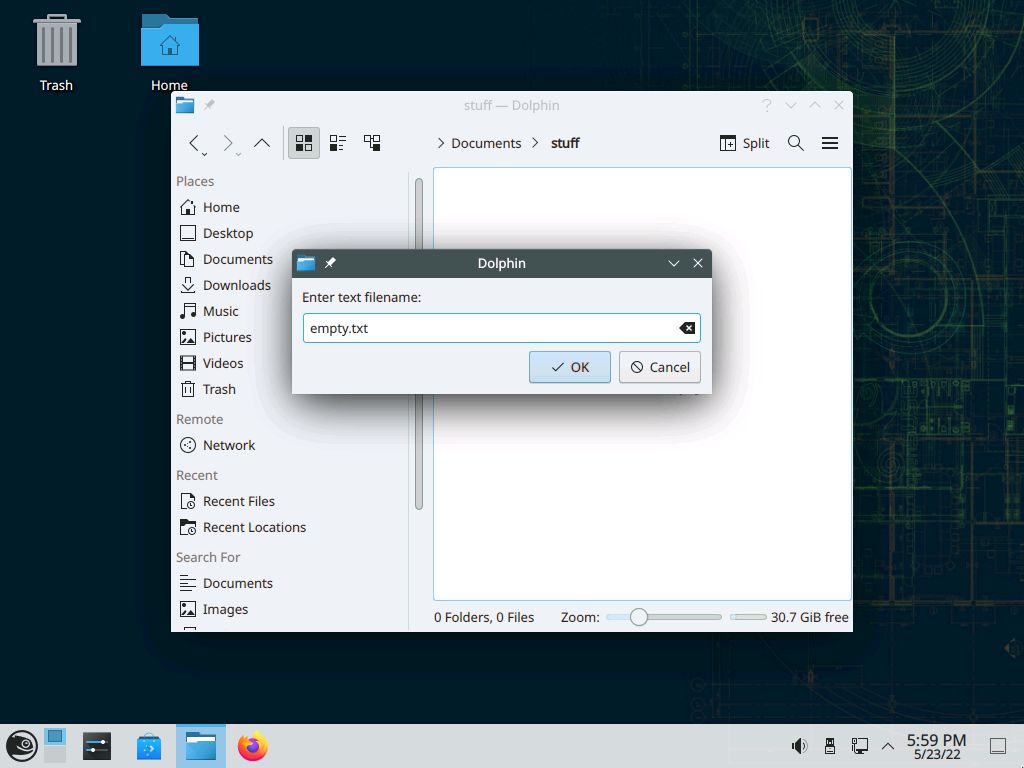 Trash
Home
stuff — Dolphin
Documents
stuff
Split
Places
Home
Desktop
Documents
Downloads
Music
Pictures
Videos
Trash
Remote
Network
Recent
Recent Files
Recent Locations
Search For
Documents
Images
Dolphin
Enter text filename:
empty.txt
OK
Cancel
0 Folders, 0 Files
Zoom:
30.7 GiB free
5:59 PM
5/23/22